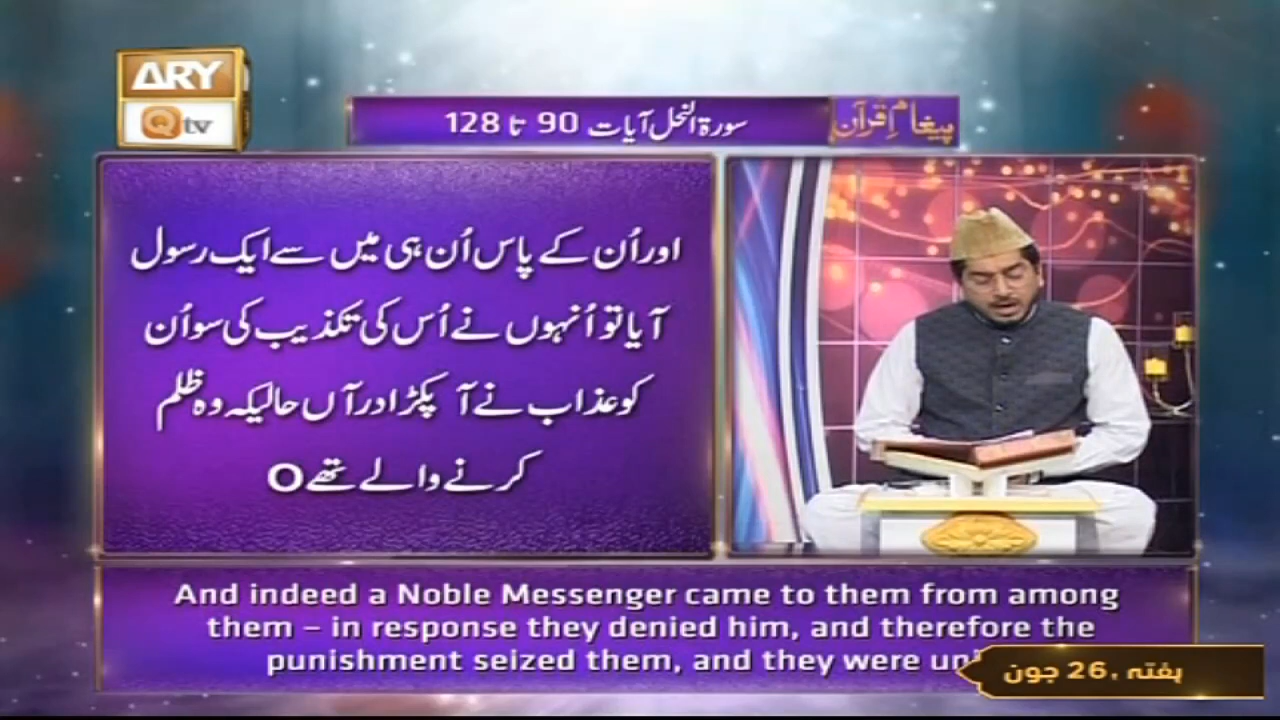 ARY
Qtv
سورۃ النحل آیات 90 تا 128
پیغامِ قرآن
اور اُن کے پاس اُن ہی میں سے ایک رسول
آیا تو اُنہوں نے اُس کی تکذیب کی سو اُن
کو عذاب نے آ پکڑا درآں حالیکہ وہ ظلم
کرنے والے تھے O
And indeed a Noble Messenger came to them from among
them – in response they denied him, and therefore the
punishment seized them, and they were
ہفتہ ,26 جون